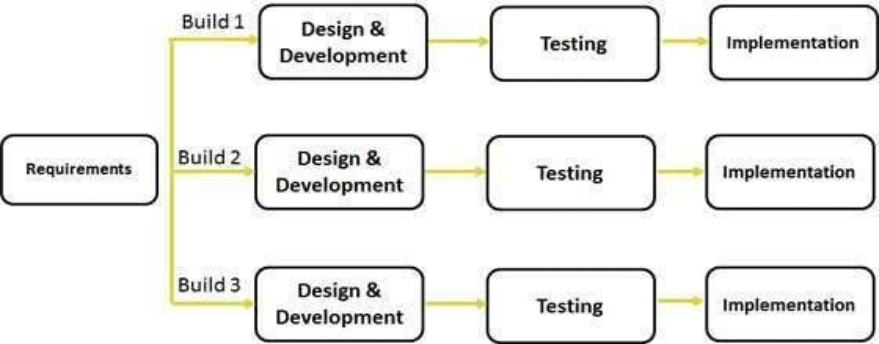 Build 1
Design &
Development
Testing
Implementation
Requirements
Build 2
Design &
Development
Testing
Implementation
Build 3
Design &
Development
Testing
Implementation